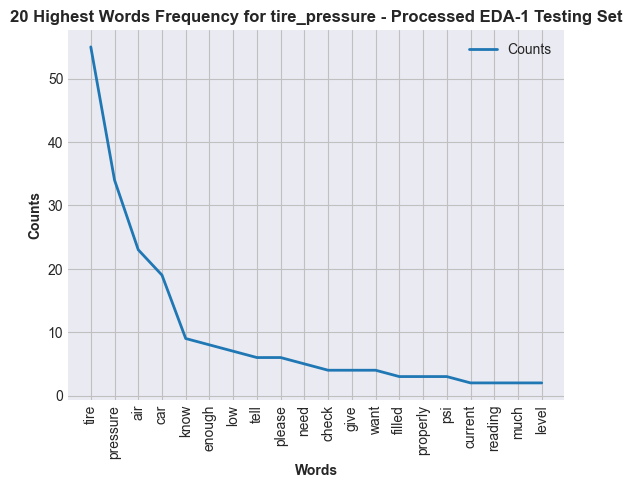 20 Highest Words Frequency for tire_pressure - Processed EDA-1 Testing Set
Counts
50
40
30
20
10
0
Counts
tire
pressure
air
car
know
enough
low
tell
please
need
check
give
want
filled
properly
psi
current
reading
much
level
Words